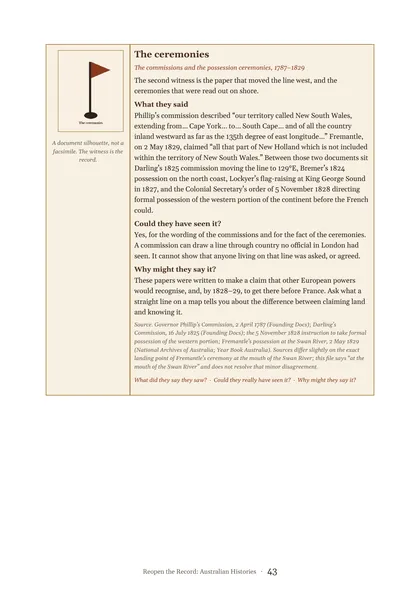 The ceremonies
A document silhouette, not a
facsimile. The witness is the
record.
The ceremonies
The commissions and the possession ceremonies, 1787–1829
The second witness is the paper that moved the line west, and the
ceremonies that were read out on shore.
What they said
Phillip's commission described “our territory called New South Wales,
extending from... Cape York... to... South Cape... and of all the country
inland westward as far as the 135th degree of east longitude...” Fremantle,
on 2 May 1829, claimed “all that part of New Holland which is not included
within the territory of New South Wales.” Between those two documents sit
Darling's 1825 commission moving the line to 129°E, Bremer's 1824
possession on the north coast, Lockyer's flag-raising at King George Sound
in 1827, and the Colonial Secretary's order of 5 November 1828 directing
formal possession of the western portion of the continent before the French
could.
Could they have seen it?
Yes, for the wording of the commissions and for the fact of the ceremonies.
A commission can draw a line through country no official in London had
seen. It cannot show that anyone living on that line was asked, or agreed.
Why might they say it?
These papers were written to make a claim that other European powers
would recognise, and, by 1828–29, to get there before France. Ask what a
straight line on a map tells you about the difference between claiming land
and knowing it.
Source. Governor Phillip's Commission, 2 April 1787 (Founding Docs); Darling's
Commission, 16 July 1825 (Founding Docs); the 5 November 1828 instruction to take formal
possession of the western portion; Fremantle's possession at the Swan River, 2 May 1829
(National Archives of Australia; Year Book Australia). Sources differ slightly on the exact
landing point of Fremantle's ceremony at the mouth of the Swan River; this file says “at the
mouth of the Swan River” and does not resolve that minor disagreement.
What did they say they saw? · Could they really have seen it? · Why might they say it?
Reopen the Record: Australian Histories · 43